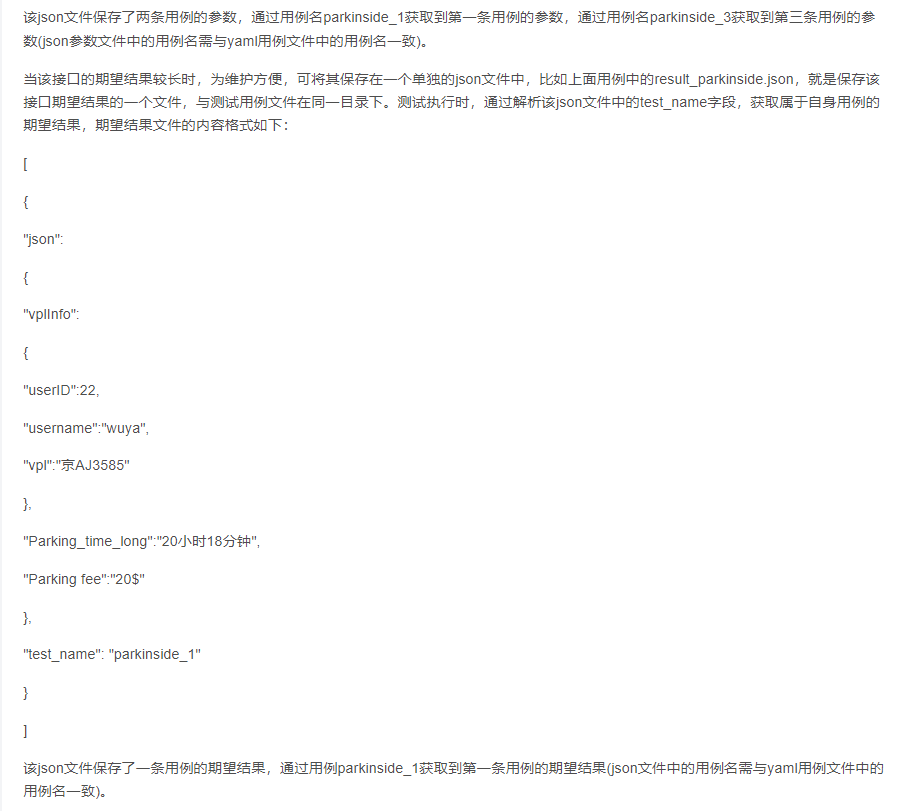 该json文件保存了两条用例的参数，通过用例名parkinside_1获取到第一条用例的参数，通过用例名parkinside_3获取到第三条用例的参
数(json参数文件中的用例名需与yaml用例文件中的用例名一致)。
当该接口的期望结果较长时，为维护方便，可将其保存在一个单独的json文件中，比如上面用例中的result_parkinside.json，就是保存该
接口期望结果的一个文件，与测试用例文件在同一目录下。测试执行时，通过解析该json文件中的test_name字段，获取属于自身用例的
期望结果，期望结果文件的内容格式如下：
[
{
"json":
{
"vplInfo":
{
"userID":22,
"username":"wuya",
"vpl":"京AJ3585"
},
"Parking_time_long":"20小时18分钟",
"Parking fee":"20$"
},
"test_name": "parkinside_1"
}
]
该json文件保存了一条用例的期望结果，通过用例parkinside_1获取到第一条用例的期望结果(json文件中的用例名需与yaml用例文件中的
用例名一致)。